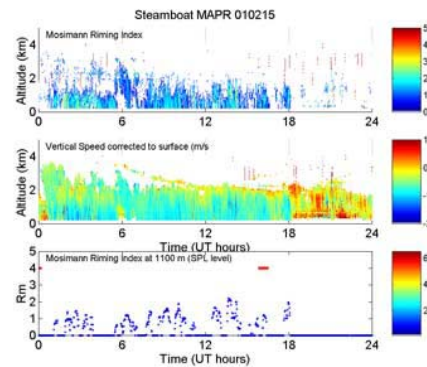 Steamboat MAPR 010215
Mosimann Riming Index
Altitude (km)
4
2
0
0 6 12 18 24
5
4
3
2
1
0
Vertical Speed corrected to surface (m/s
Altitude (km)
4
2
0
0 6 12 18 24
Time (UT hours)
1
0
Mosimann Riming Index at 1100 m (SPL level)
Rm
5
4
3
2
1
0
0 6 12 18 24
Time (UT hours)
6
4
2
0